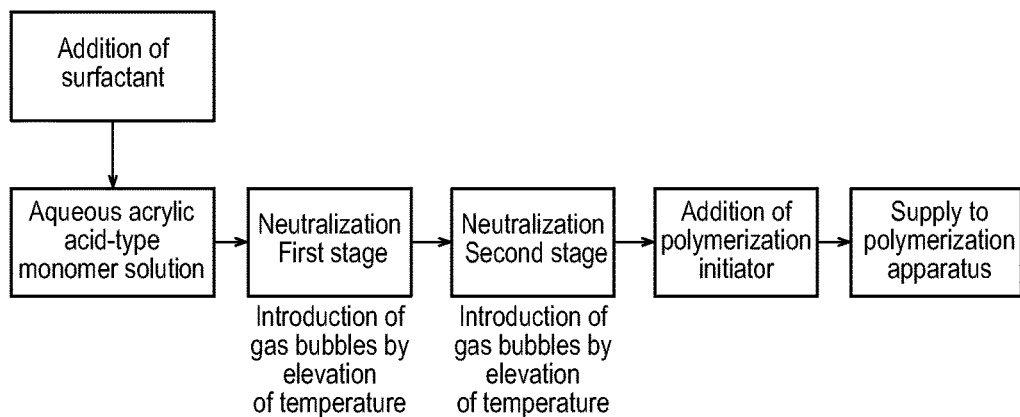 Addition of
surfactant
Aqueous acrylic
acid-type
monomer solution
Neutralization
First stage
Neutralization
Second stage
Addition of
polymerization
initiator
Supply to
polymerization
apparatus
Introduction of
gas bubbles by
elevation
of temperature
Introduction of
gas bubbles by
elevation
of temperature